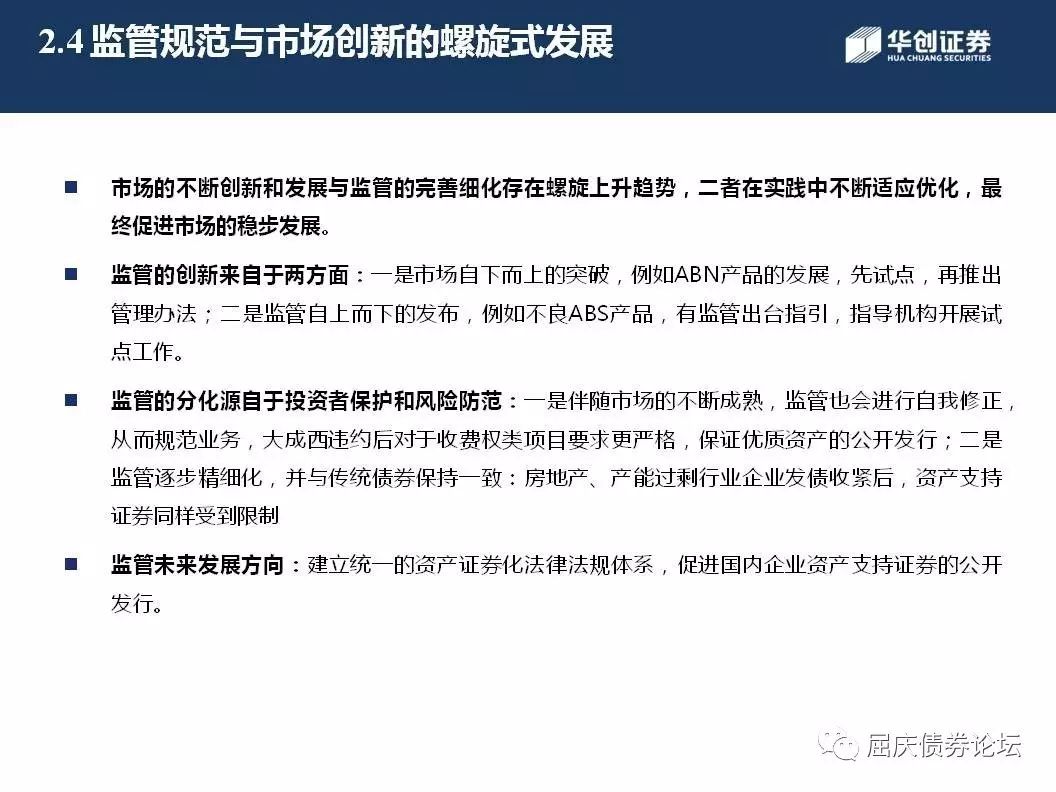 2.4 监管规范与市场创新的螺旋式发展
华创证券
HUA CHUANG SECURITIES
市场的不断创新和发展与监管的完善细化存在螺旋上升趋势，二者在实践中不断适应优化，最
终促进市场的稳步发展。
监管的创新来自于两方面：一是市场自下而上的突破，例如ABN产品的发展，先试点，再推出
管理办法；二是监管自上而下的发布，例如不良ABS产品，有监管出台指引，指导机构开展试
点工作。
监管的分化源自于投资者保护和风险防范：一是伴随市场的不断成熟，监管也会进行自我修正，
从而规范业务，大成西违约后对于收费权类项目要求更严格，保证优质资产的公开发行；二是
监管逐步精细化，并与传统债券保持一致：房地产、产能过剩行业企业发债收紧后，资产支持
证券同样受到限制
监管未来发展方向：建立统一的资产证券化法律法规体系，促进国内企业资产支持证券的公开
发行。
屈庆债券论坛